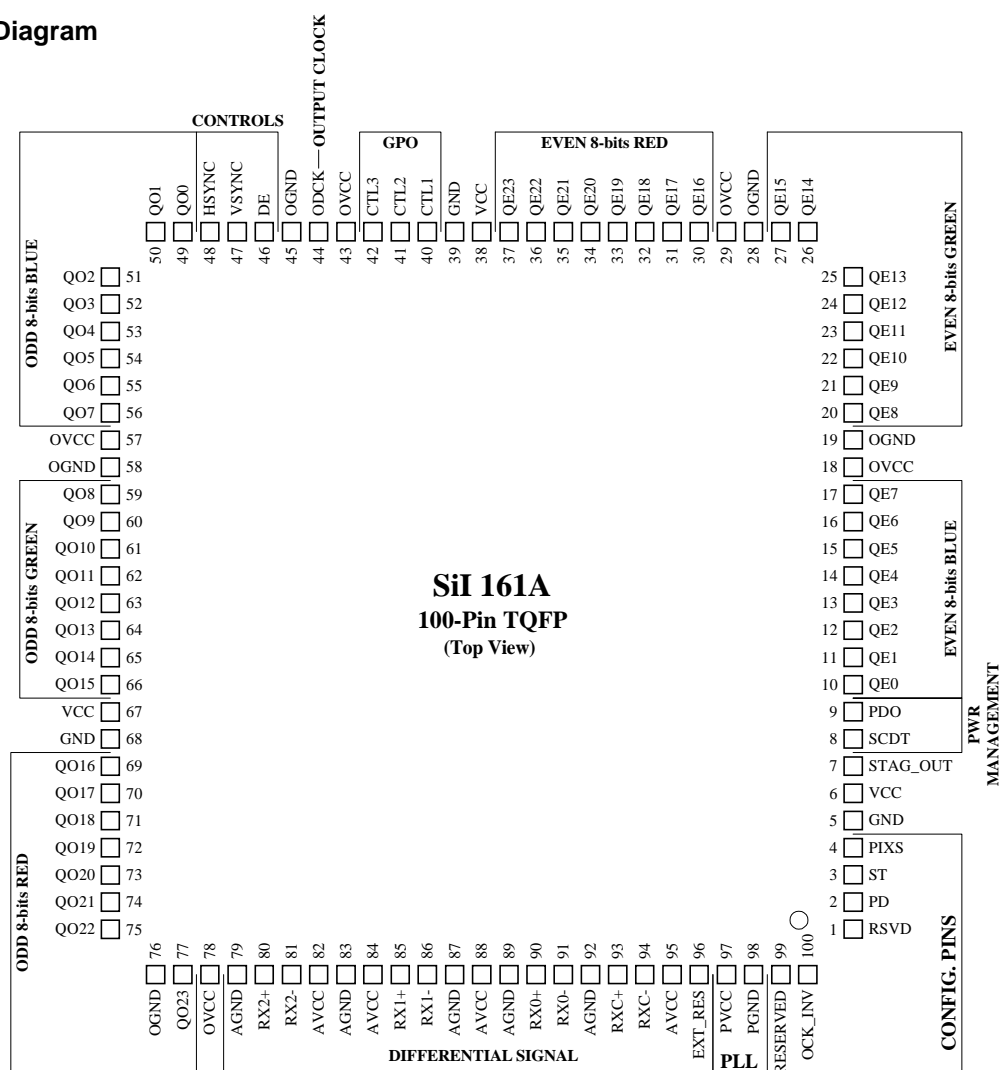 Diagram
CONTROLS
OUTPUT CLOCK
GPO
EVEN 8-bits RED
QO1
QO0
HSYNC
VSYNC
DE
OGND
ODCK
OVCC
CTL3
CTL2
CTL1
GND
VCC
QE23
QE22
QE21
QE20
QE19
QE18
QE17
QE16
OVCC
OGND
QE15
QE14
50
49
48
47
46
45
44
43
42
41
40
39
38
37
36
35
34
33
32
31
30
29
28
27
26
ODD 8-bits BLUE
QO2 51
QO3 52
QO4 53
QO5 54
QO6 55
QO7 56
OVCC 57
OGND 58
ODD 8-bits GREEN
QO8 59
QO9 60
QO10 61
QO11 62
QO12 63
QO13 64
QO14 65
QO15 66
VCC 67
GND 68
ODD 8-bits RED
QO16 69
QO17 70
QO18 71
QO19 72
QO20 73
QO21 74
QO22 75
SiI 161A
100-Pin TQFP
(Top View)
25 QE13
24 QE12
23 QE11
22 QE10
21 QE9
20 QE8
EVEN 8-bits GREEN
19 OGND
18 OVCC
17 QE7
16 QE6
15 QE5
14 QE4
13 QE3
12 QE2
11 QE1
10 QE0
EVEN 8-bits BLUE
9 PDO
8 SCDT
PWR
MANAGEMENT
7 STAG_OUT
6 VCC
5 GND
4 PIXS
3 ST
2 PD
1 RSVD
CONFIG. PINS
76
77
78
79
80
81
82
83
84
85
86
87
88
89
90
91
92
93
94
95
96
97
98
99
100
OGND
QO23
OVCC
AGND
RX2+
RX2-
AVCC
AGND
AVCC
RX1+
RX1-
AGND
AVCC
AGND
RX0+
RX0-
AGND
RXC+
RXC-
AVCC
EXT_RES
PVCC
PGND
RESERVED
OCK_INV
DIFFERENTIAL SIGNAL
PLL